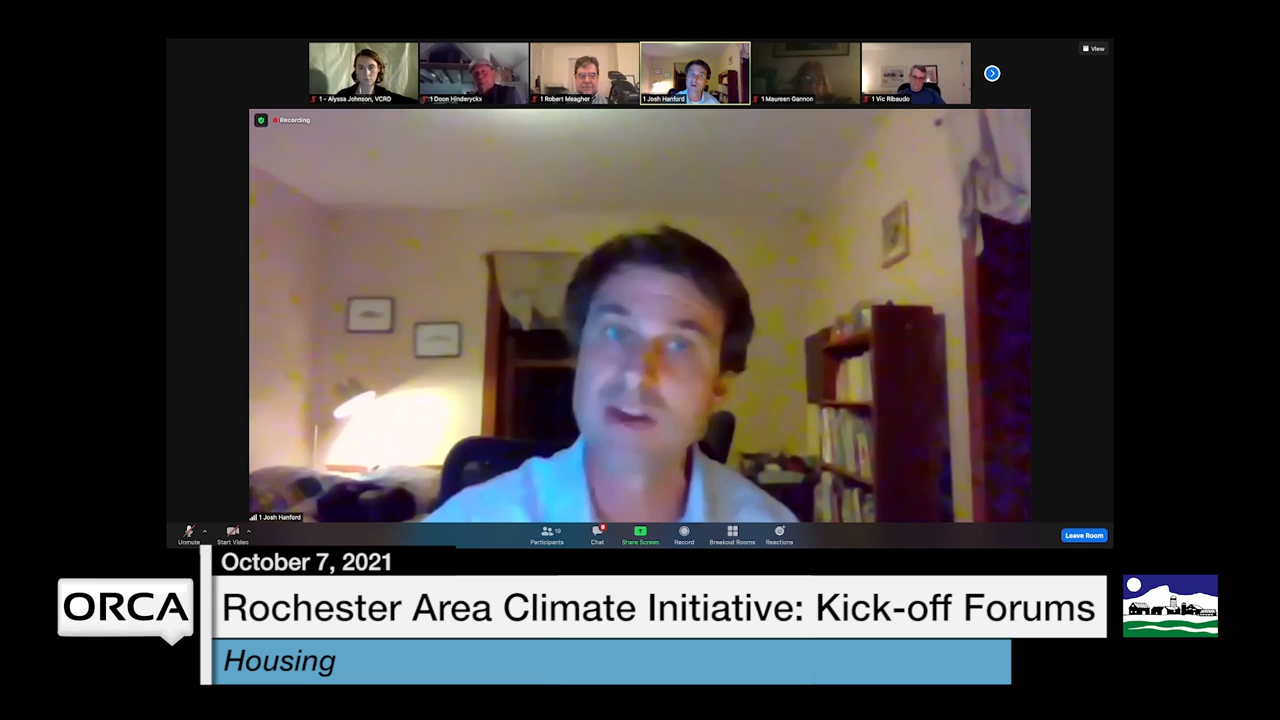 View
1 - Alyssa Johnson, VCRD
1 Doon Hinderyckx
1 Robert Meagher
1 Josh Hanford
1 Maureen Gannon
1 Vic Ribaudo
Recording
1 Josh Hanford
Unmute
Start Video
Participants
Chat
Share Screen
Record
Breakout Rooms
Reactions
Leave Room
October 7, 2021
ORCA
Rochester Area Climate Initiative: Kick-off Forums
Housing